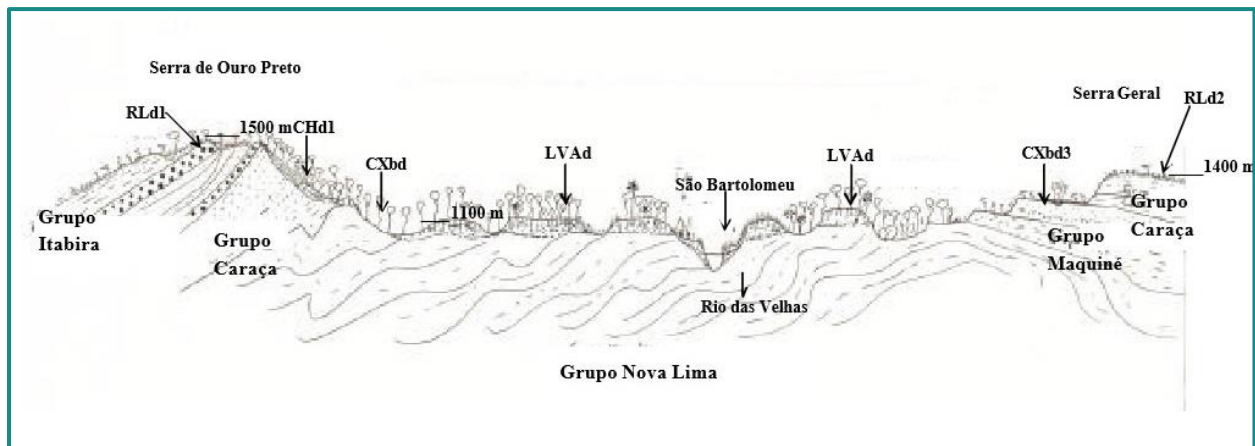 Serra de Ouro Preto
Serra Geral
RLd2
RLd1
1500 m
CHd1
CXbd
LVAd
LVAd
CXbd3
1400 m
São Bartolomeu
1100 m
Grupo
Itabira
Grupo
Caraça
Grupo
Caraça
Grupo
Maquiné
Rio das Velhas
Grupo Nova Lima